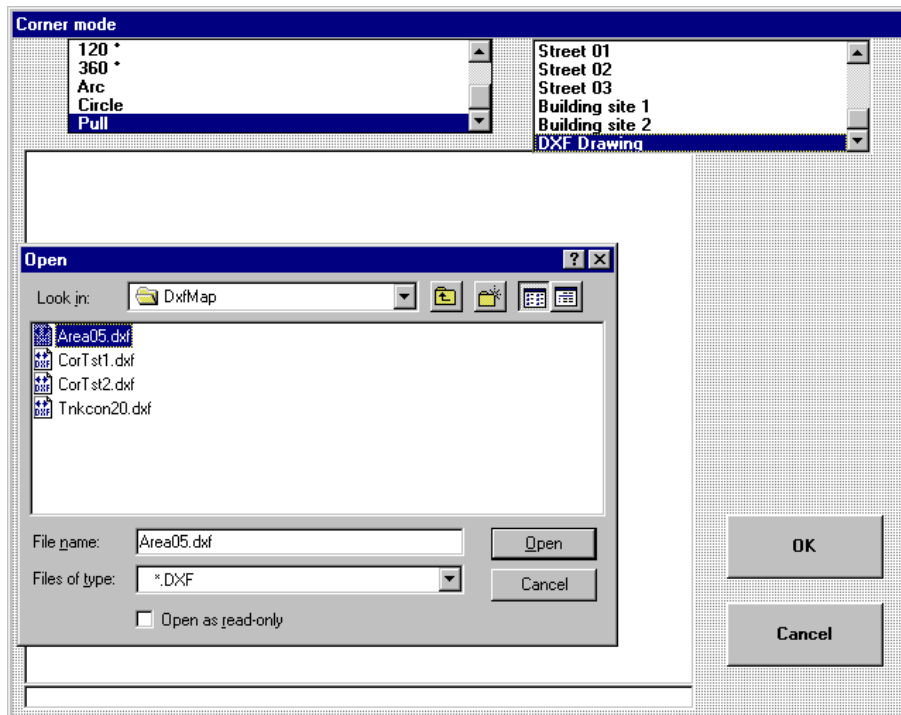 Corner mode
120 *
360 *
Arc
Circle
Pull
Street 01
Street 02
Street 03
Building site 1
Building site 2
DXF Drawing
Open
Look in:
DxfMap
Area05.dxf
CorTst1.dxf
CorTst2.dxf
Tnkcon20.dxf
File name:
Area05.dxf
Open
Files of type:
*.DXF
Cancel
Open as read-only
OK
Cancel